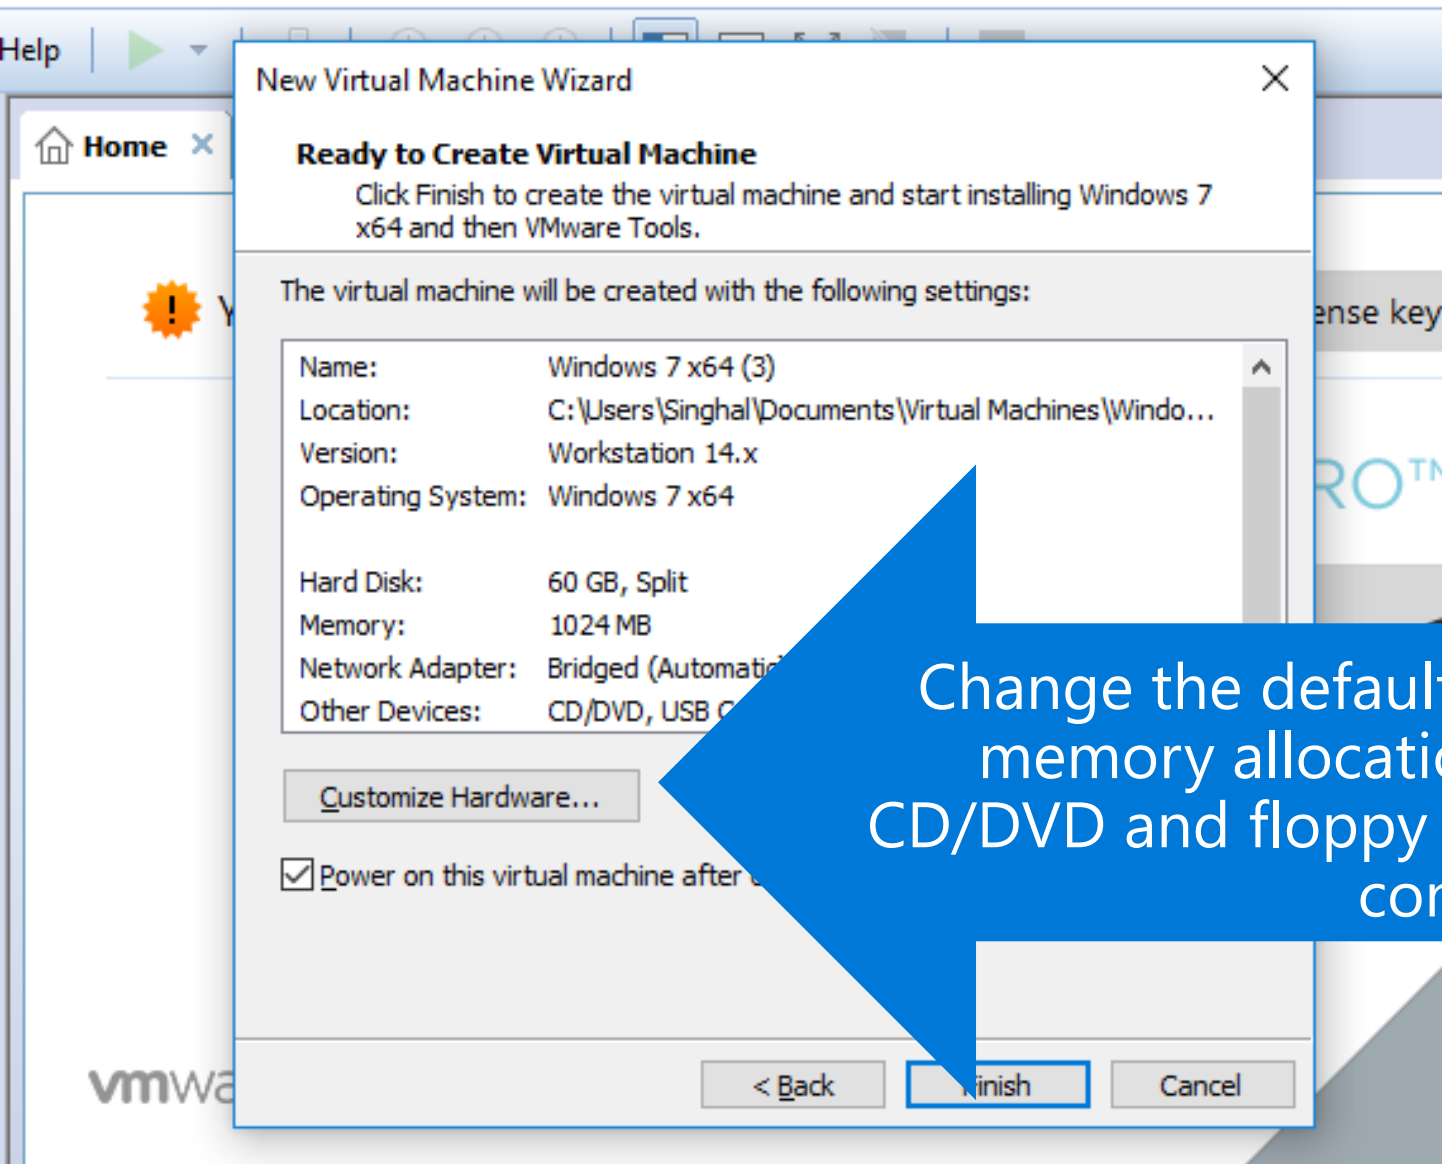 Help
Home
New Virtual Machine Wizard
Ready to Create Virtual Machine
Click Finish to create the virtual machine and start installing Windows 7
x64 and then VMware Tools.
The virtual machine will be created with the following settings:
ense key
Name: Windows 7 x64 (3)
Location: C:\Users\Singhal\Documents\Virtual Machines\Windo...
Version: Workstation 14.x
Operating System: Windows 7 x64
RO™
Hard Disk: 60 GB, Split
Memory: 1024 MB
Network Adapter: Bridged (Automatic
Other Devices: CD/DVD, USB C
Change the default
memory allocatio
CD/DVD and floppy
con
Customize Hardware...
Power on this virtual machine after
vmwa
< Back
inish
Cancel